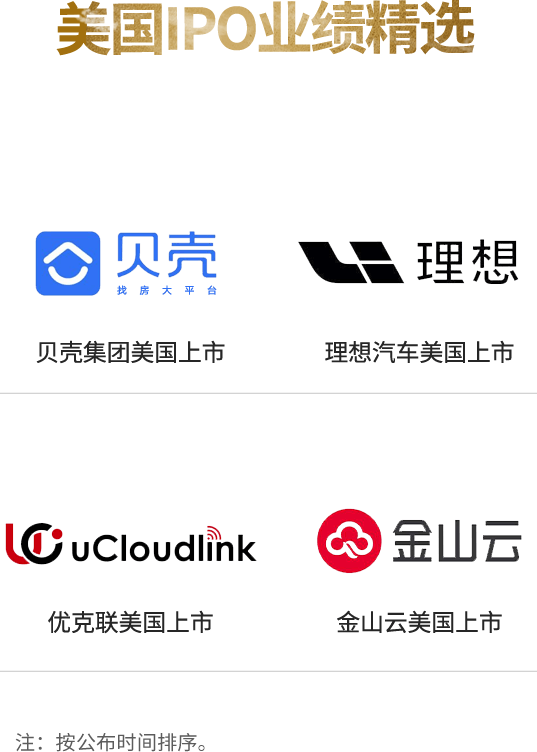 美国IPO业绩精选
贝壳
找房大平台
理想
贝壳集团美国上市
理想汽车美国上市
uCloudlink
金山云
优克联美国上市
金山云美国上市
注：按公布时间排序。